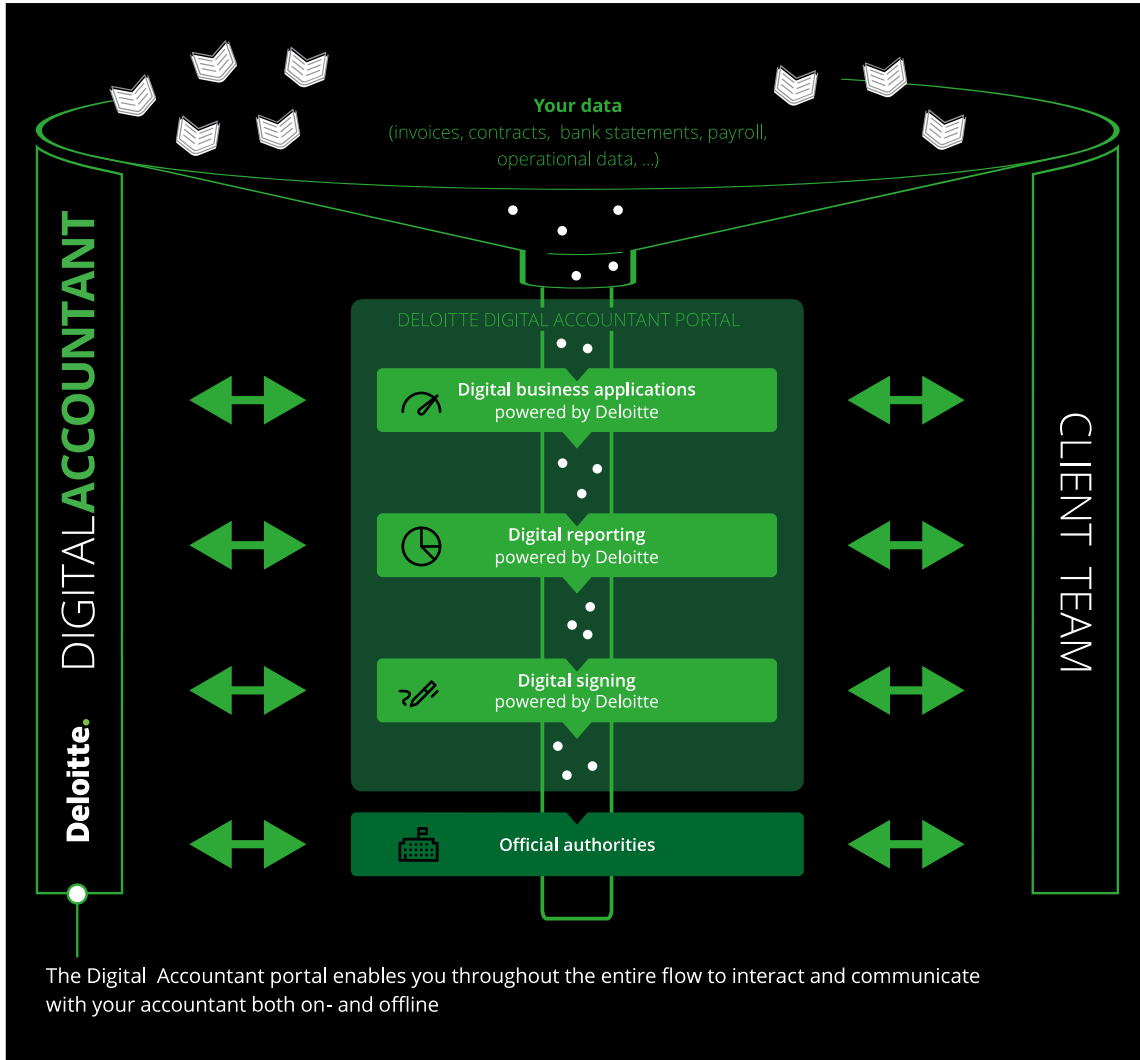 Your data
(invoices, contracts, bank statements, payroll,
operational data, ...)
DELOITTE DIGITAL ACCOUNTANT PORTAL
Digital business applications
powered by Deloitte
Digital reporting
powered by Deloitte
Digital signing
powered by Deloitte
Official authorities
Deloitte.
DIGITALACCOUNTANT
CLIENT TEAM
The Digital Accountant portal enables you throughout the entire flow to interact and communicate
with your accountant both on- and offline